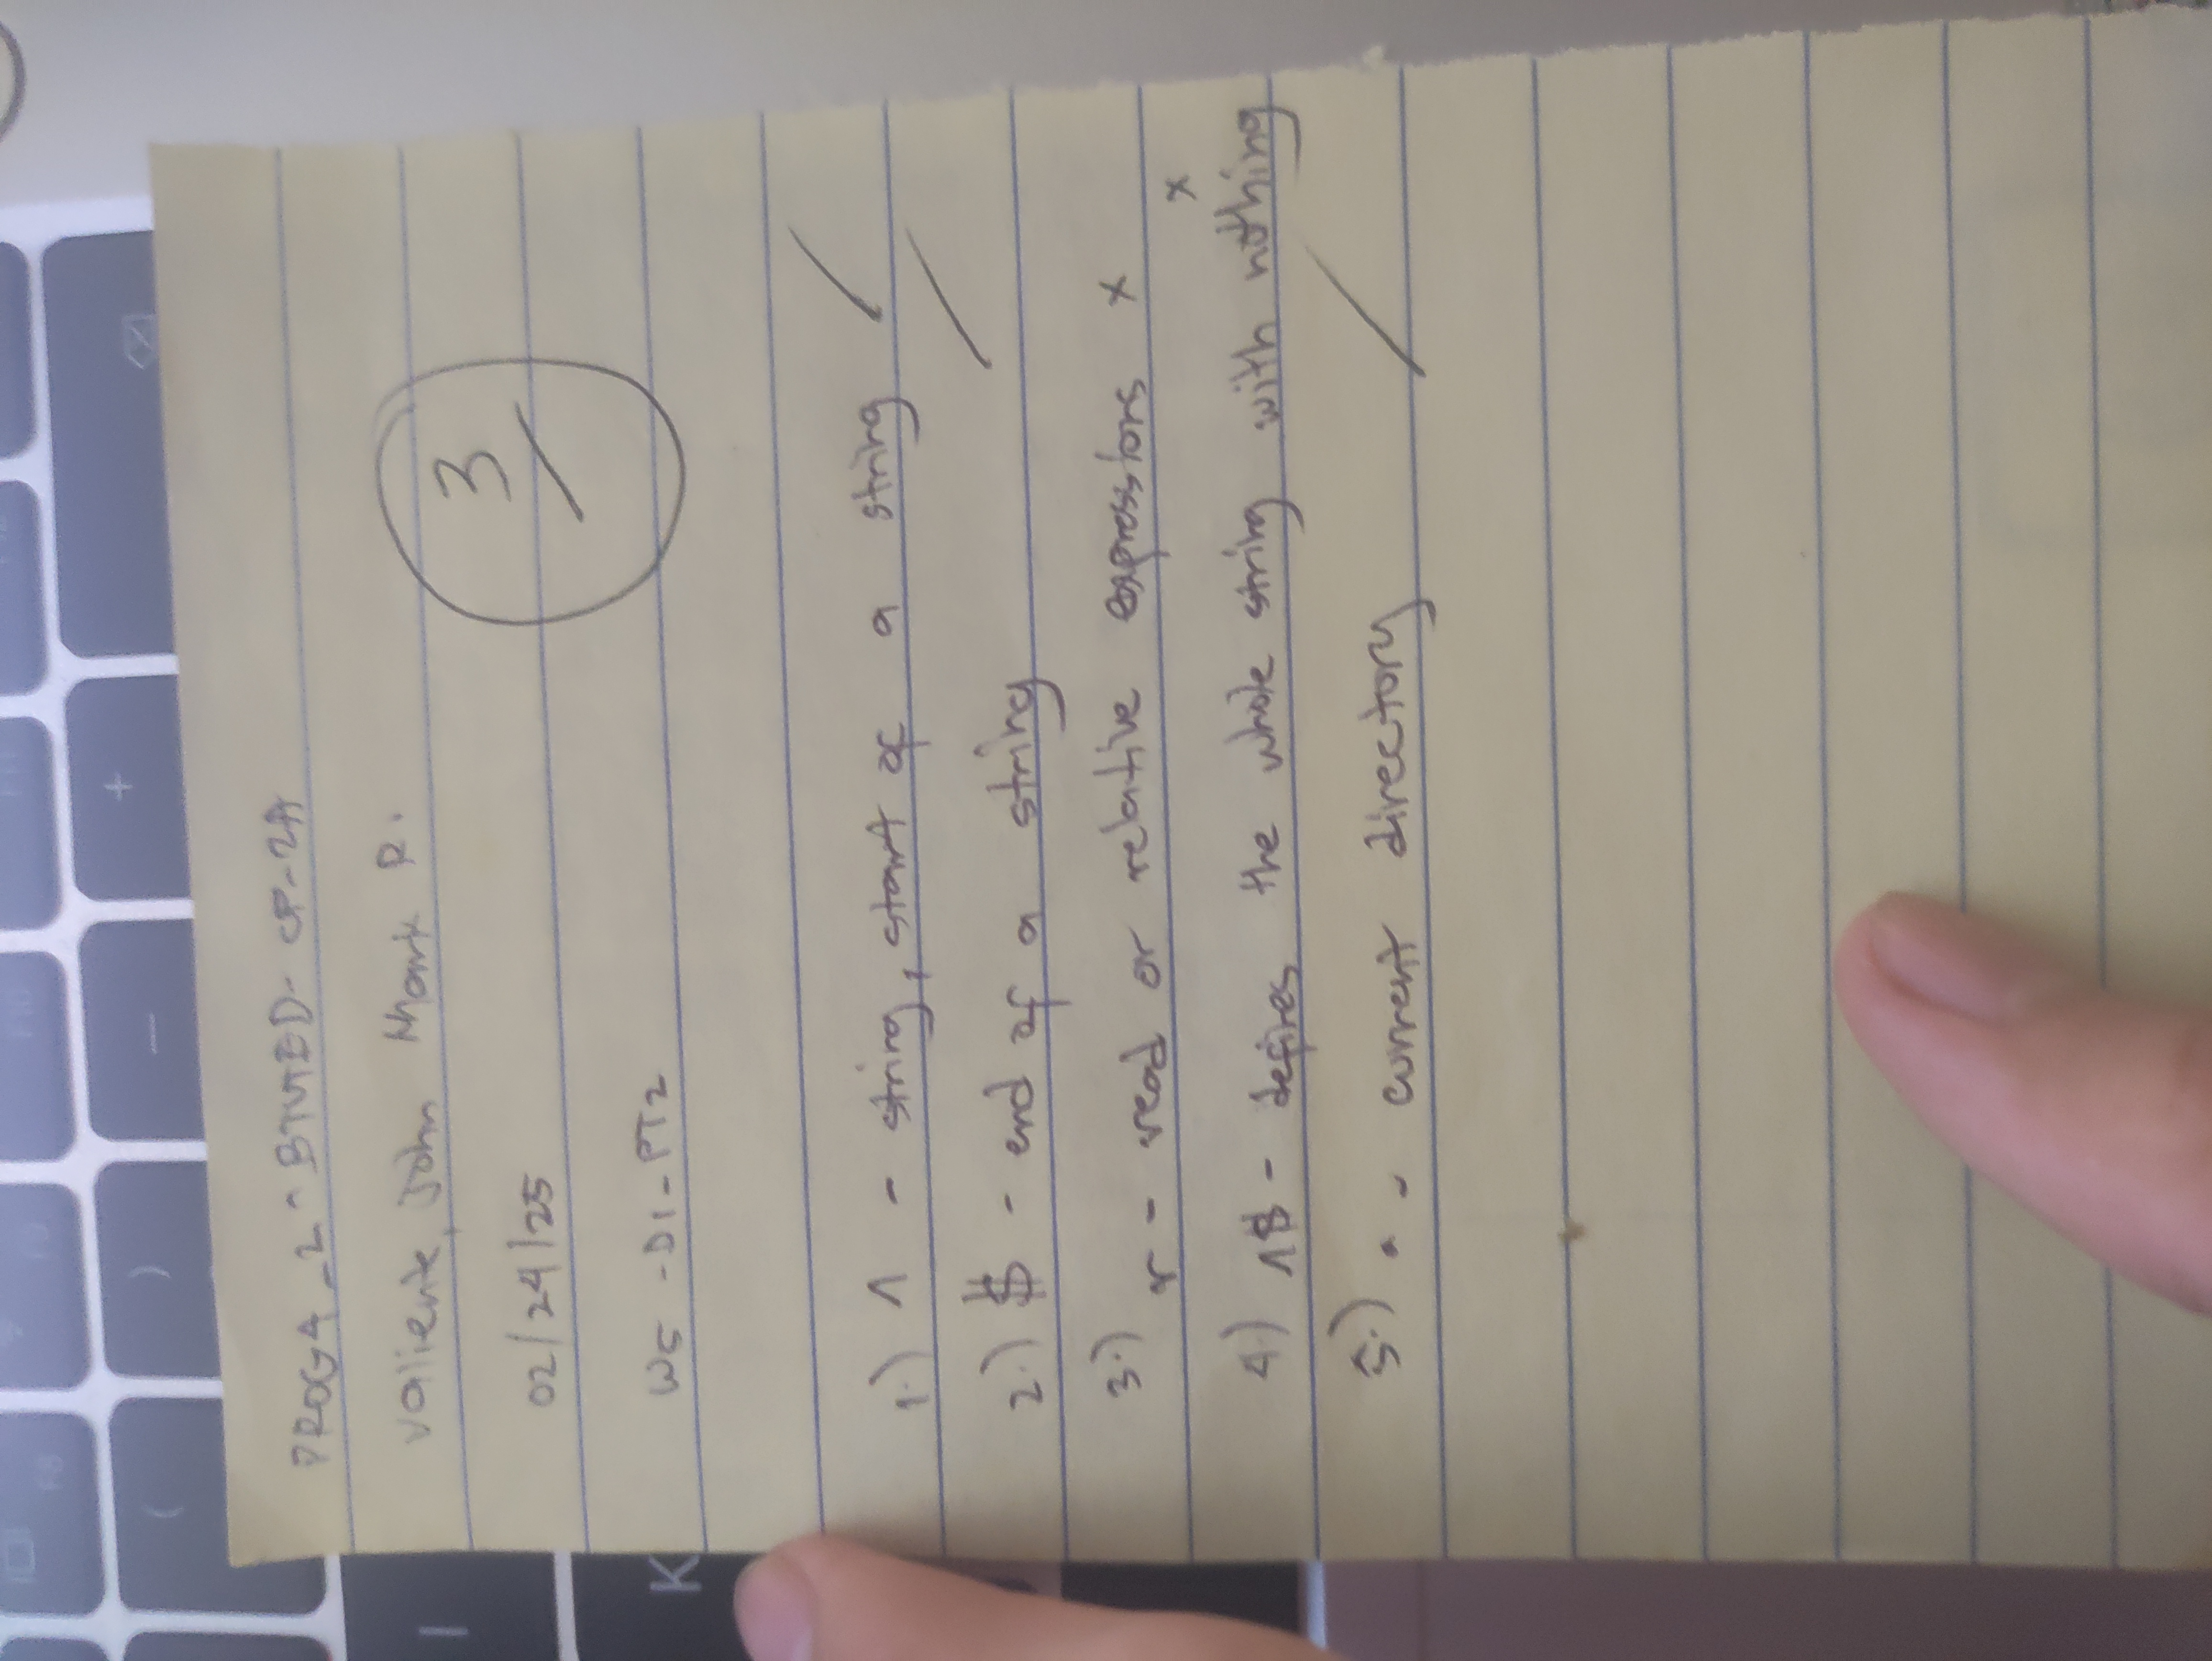 F8
F9
F10
F11
(
)
—
+
K
PROG4_2-BTVTED-CP-2A
Valiente, John Mark R.
3
02/24/25
W5-D1-PT2
1.) ^ - string, start of a string /
2.) $ - end of a string /
3.) r - read or relative expressions x
x
4.) ^$ - defines the whole string with nothing
5.) . - current directory /